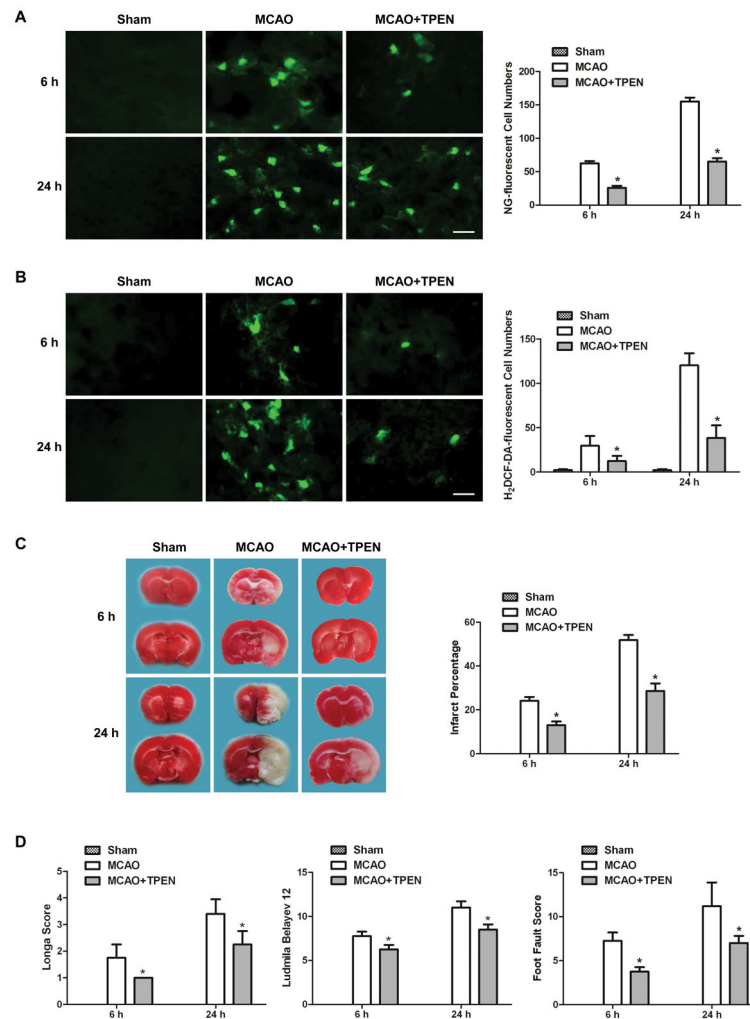 A
Sham MCAO MCAO+TPEN
6 h
24 h
Sham
MCAO
MCAO+TPEN
NG-fluorescent Cell Numbers
200
150
100
50
0
*
*
6 h 24 h
B
Sham MCAO MCAO+TPEN
6 h
24 h
Sham
MCAO
MCAO+TPEN
H₂DCF-DA-fluorescent Cell Numbers
150
100
50
0
*
*
6 h 24 h
C
Sham MCAO MCAO+TPEN
6 h
24 h
Sham
MCAO
MCAO+TPEN
Infarct Percentage
60
40
20
0
*
*
6 h 24 h
D
Sham
MCAO
MCAO+TPEN
Longa Score
5
4
3
2
1
0
*
*
6 h 24 h
Sham
MCAO
MCAO+TPEN
Ludmila Belayev 12
15
10
5
0
*
*
6 h 24 h
Sham
MCAO
MCAO+TPEN
Foot Fault Score
15
10
5
0
*
*
6 h 24 h